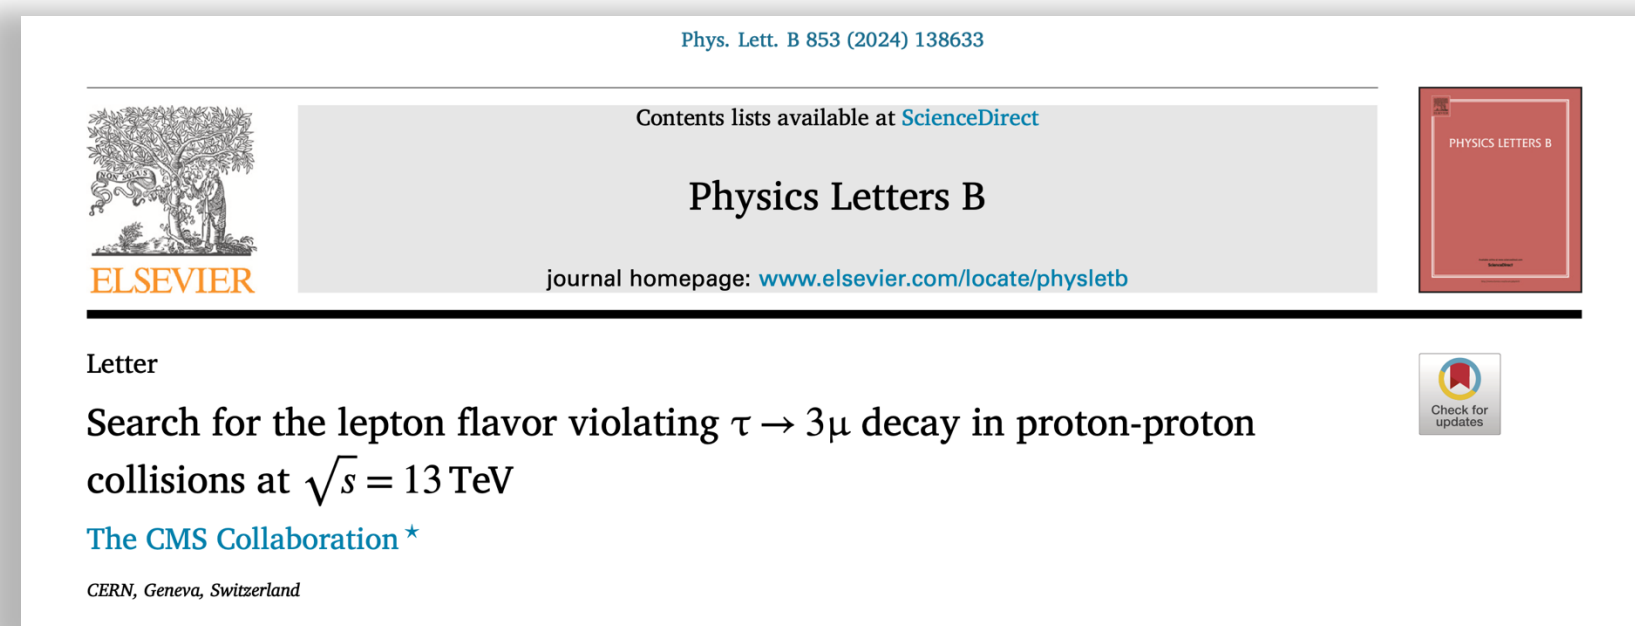 Phys. Lett. B 853 (2024) 138633
Contents lists available at ScienceDirect
Physics Letters B
journal homepage: www.elsevier.com/locate/physletb
NON SOLUS
ELSEVIER
PHYSICS LETTERS B
Letter
Check for
updates
Search for the lepton flavor violating τ → 3μ decay in proton-proton
collisions at √s = 13 TeV
The CMS Collaboration ⋆
CERN, Geneva, Switzerland